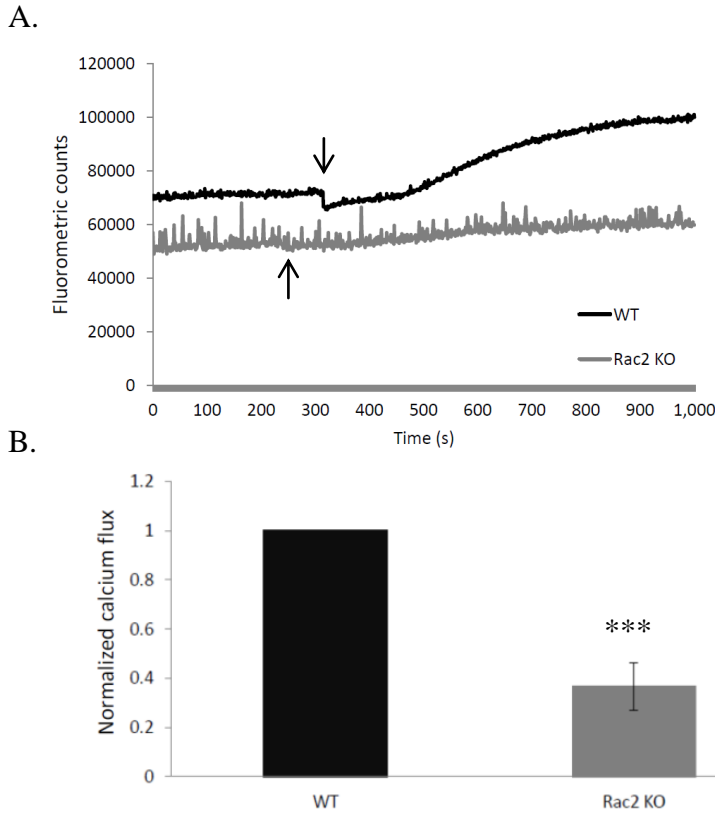 A.
120000
100000
80000
60000
40000
20000
0
Fluorometric counts
WT
Rac2 KO
0 100 200 300 400 500 600 700 800 900 1,000
Time (s)
B.
1.2
1
0.8
0.6
0.4
0.2
0
Normalized calcium flux
***
WT Rac2 KO